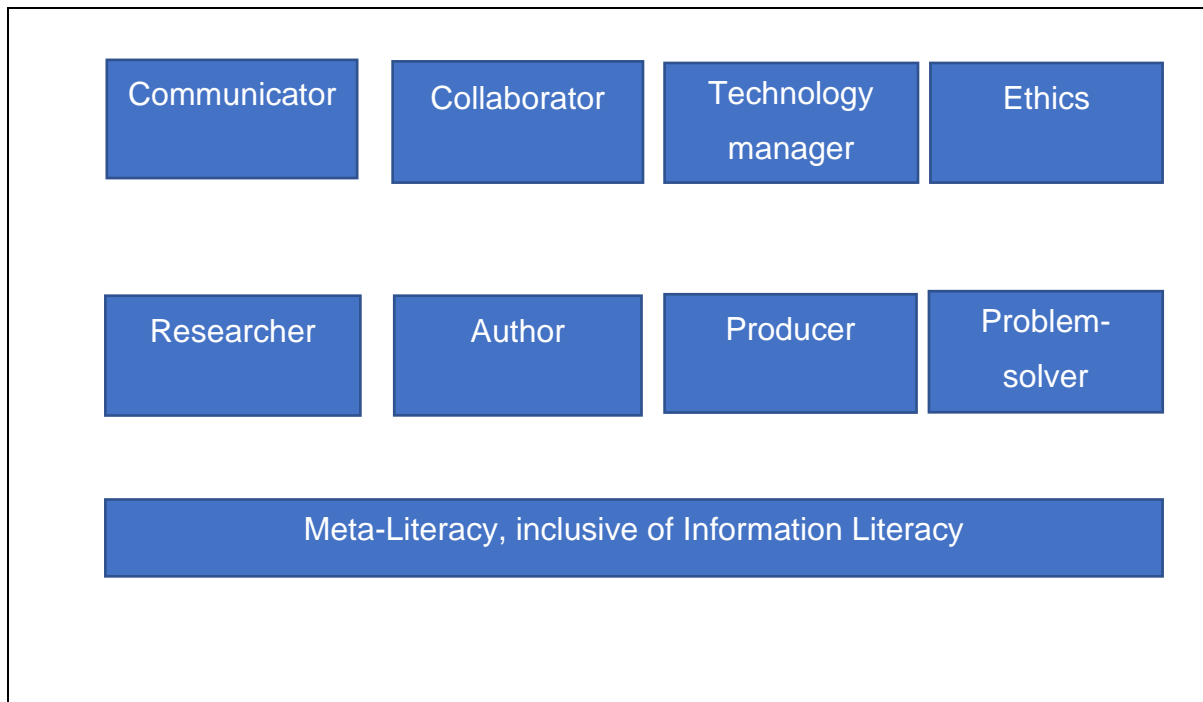 Communicator
Collaborator
Technology
manager
Ethics
Researcher
Author
Producer
Problem-
solver
Meta-Literacy, inclusive of Information Literacy